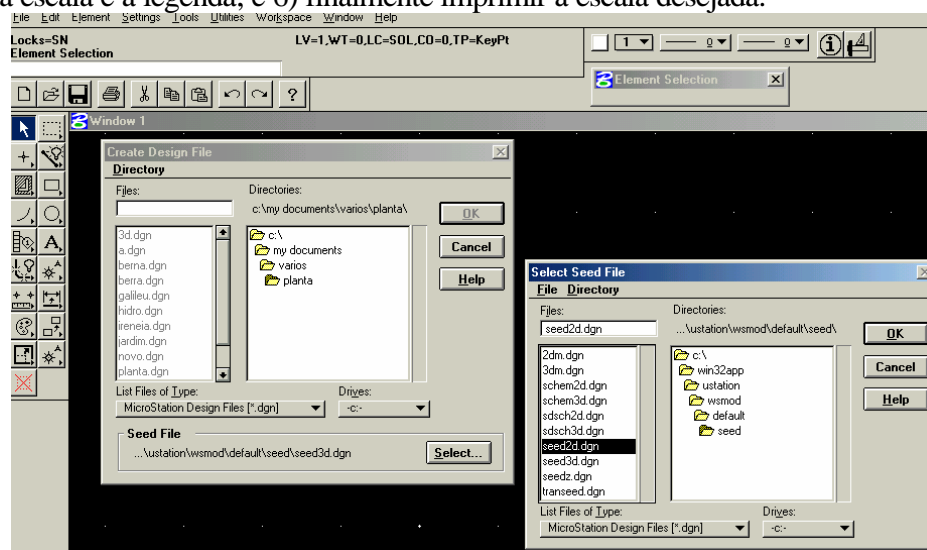 a escala e a legenda, e 6) finalmente imprimir à escala desejada.
File Edit Element Settings Tools Utilities Workspace Window Help
Locks=SN LV=1,WT=0,LC=SOL,CO=0,TP=KeyPt
Element Selection
1 0 0
Element Selection
Window 1
Create Design File
Directory
Files: Directories:
c:\my documents\varios\planta\
OK
Cancel
Help
3d.dgn
a.dgn
berna.dgn
berra.dgn
galileu.dgn
hidro.dgn
ireneia.dgn
jardim.dgn
novo.dgn
planta.dgn
c:\
my documents
varios
planta
List Files of Type: Drives:
MicroStation Design Files [*.dgn] -c:-
Seed File
...\ustation\wsmod\default\seed\seed3d.dgn Select...
Select Seed File
File Directory
Files: Directories:
seed2d.dgn ...\ustation\wsmod\default\seed\
OK
Cancel
Help
2dm.dgn
3dm.dgn
schem2d.dgn
schem3d.dgn
sdsch2d.dgn
sdsch3d.dgn
seed2d.dgn
seed3d.dgn
seedz.dgn
transeed.dgn
c:\
win32app
ustation
wsmod
default
seed
List Files of Type: Drives:
MicroStation Design Files [*.dgn] -c:-